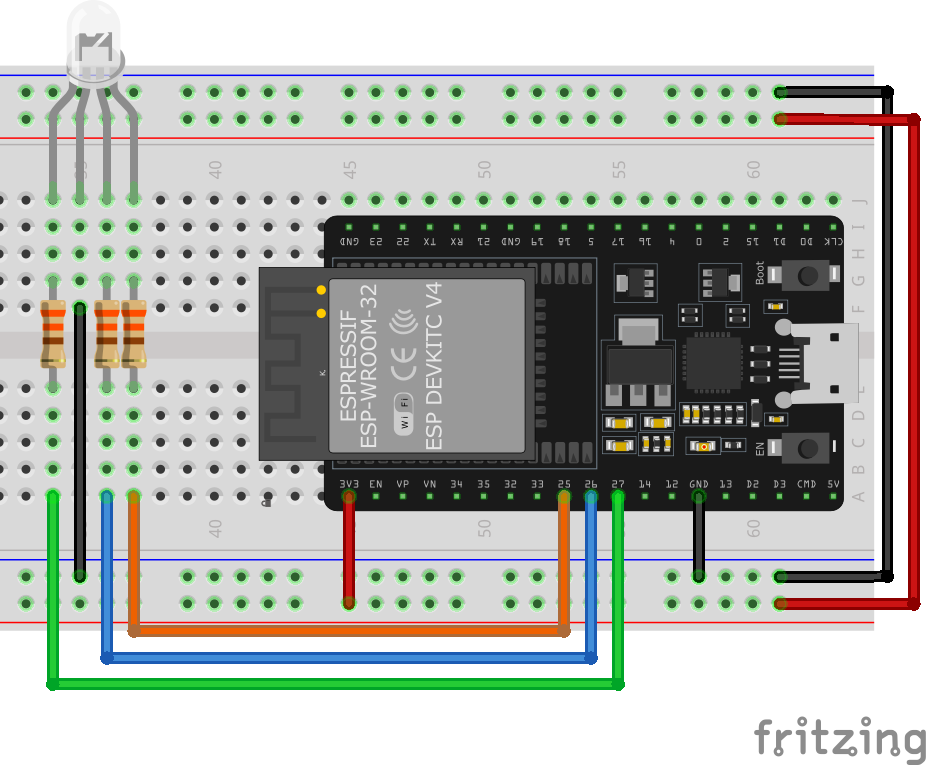 35 40 45 50 55 60
J
I
H
G
F
GND 23 22 TX RX 21 GND 19 18 5 17 16 4 0 2 15 D1 D0 CLK
Boot
ESPRESSIF
ESP-WROOM-32
Wi Fi
CE
ESP DEVKITC V4
EN
3V3 EN VP VN 34 35 32 33 25 26 27 14 12 GND 13 D2 D3 CMD 5V
E
D
C
B
A
40 50 60
fritzing